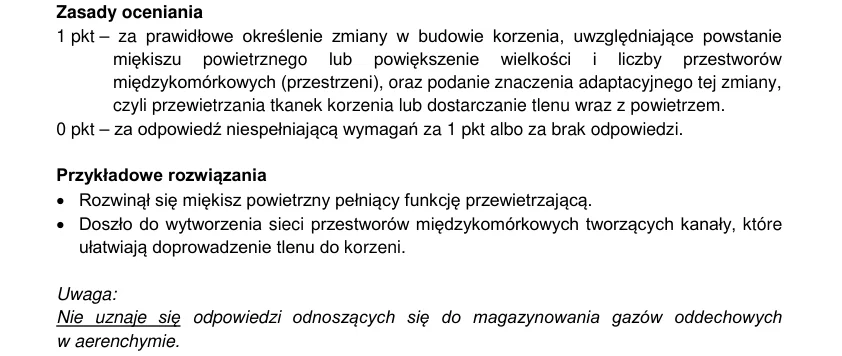 Zasady oceniania
1 pkt – za prawidłowe określenie zmiany w budowie korzenia, uwzględniające powstanie
miękiszu powietrznego lub powiększenie wielkości i liczby przestworów
międzykomórkowych (przestrzeni), oraz podanie znaczenia adaptacyjnego tej zmiany,
czyli przewietrzania tkanek korzenia lub dostarczanie tlenu wraz z powietrzem.
0 pkt – za odpowiedź niespełniającą wymagań za 1 pkt albo za brak odpowiedzi.
Przykładowe rozwiązania
• Rozwinął się miękisz powietrzny pełniący funkcję przewietrzającą.
• Doszło do wytworzenia sieci przestworów międzykomórkowych tworzących kanały, które
ułatwiają doprowadzenie tlenu do korzeni.
Uwaga:
Nie uznaje się odpowiedzi odnoszących się do magazynowania gazów oddechowych
w aerenchymie.